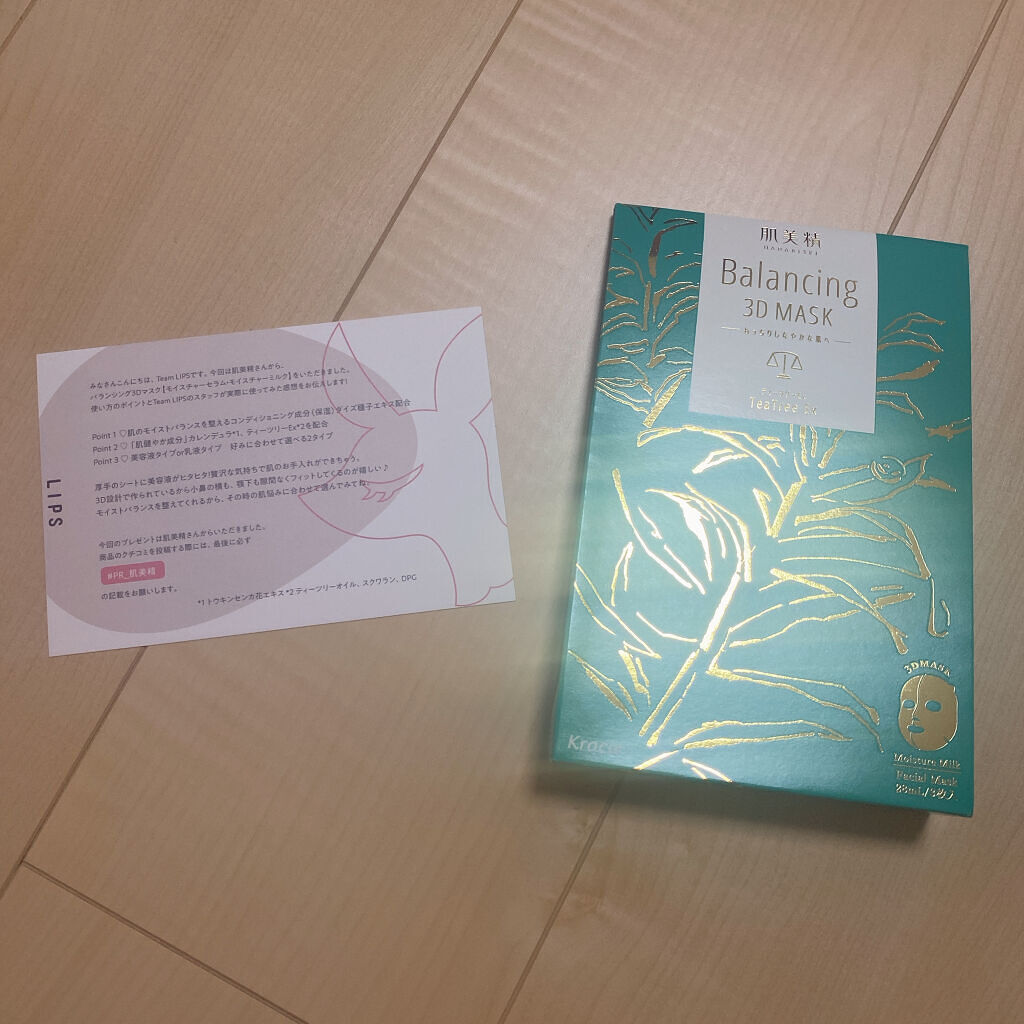 LIPS
みなさんこんにちは、Team LIPSです。今回は肌美精さんから、
バランシング3Dマスク【モイスチャーセラム・モイスチャーミルク】をいただきました。
使い方のポイントとTeam LIPSのスタッフが実際に使ってみた感想をお伝えします!
Point 1 ♡肌のモイストバランスを整えるコンディショニング成分(保湿)ダイズ種子エキス配合
Point 2 ♡「肌健やか成分」カレンデュラ*1、ティーツリーEx*2を配合
Point 3 ♡ 美容液タイプor乳液タイプ 好みに合わせて選べる2タイプ
厚手のシートに美容液がヒタヒタ!贅沢な気持ちで肌のお手入れができちゃう。
3D設計で作られているから小鼻の横も、顎下も隙間なくフィットしてくるのが嬉しい♪
モイストバランスを整えてくれるから、その時の肌悩みに合わせて選んでみてね。
今回のプレゼントは肌美精さんからいただきました。
商品のクチコミを投稿する際には、最後に必ず
#PR_肌美精
の記載をお願いします。
*1 トウキンセンカ花エキス *2 ティーツリーオイル、スクワラン、DPG
肌美精
HADABISEI
Balancing
3D MASK
もっちりしなやかな肌へ
TeaTree Ex
3DMASK
Moisture Milk
Facial Mask
28mL/3枚入
Kracie